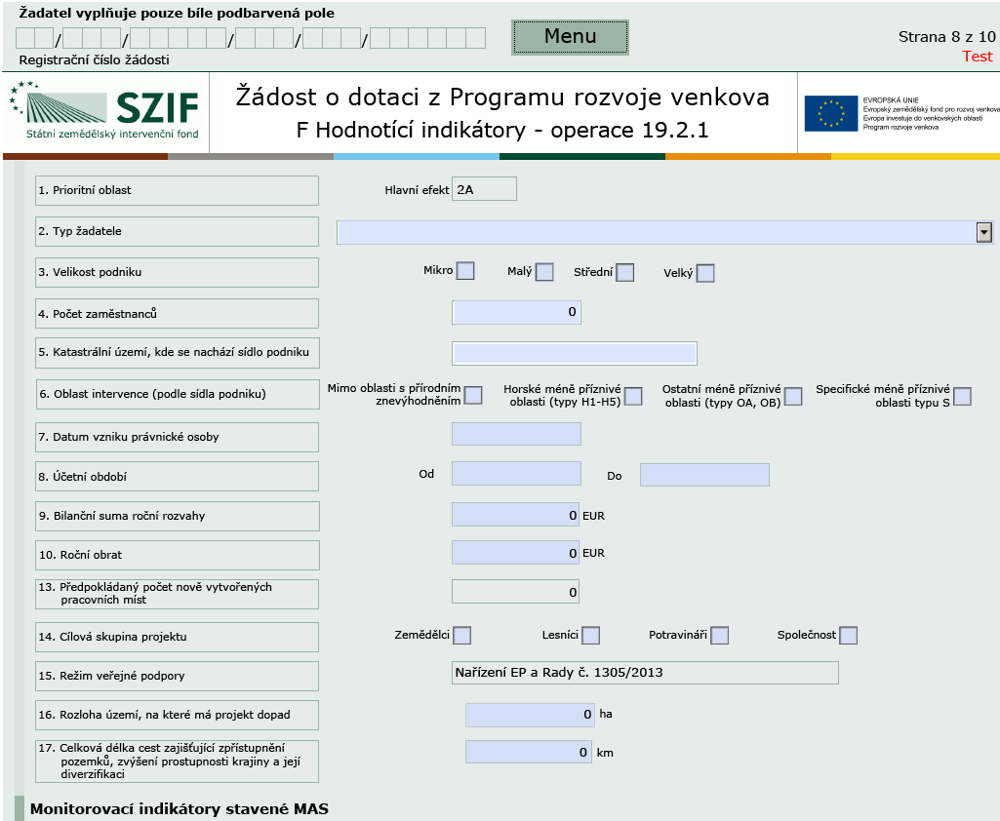 Žadatel vyplňuje pouze bíle podbarvená pole
/ / / / /
Menu
Strana 8 z 10
Registrační číslo žádosti
Test
SZIF
Státní zemědělský intervenční fond
Žádost o dotaci z Programu rozvoje venkova
F Hodnotící indikátory - operace 19.2.1
EVROPSKÁ UNIE
Evropský zemědělský fond pro rozvoj venkova
Evropa investuje do venkovských oblastí
Program rozvoje venkova
1. Prioritní oblast
Hlavní efekt 2A
2. Typ žadatele
3. Velikost podniku
Mikro Malý Střední Velký
4. Počet zaměstnanců
0
5. Katastrální území, kde se nachází sídlo podniku
6. Oblast intervence (podle sídla podniku)
Mimo oblasti s přírodním
znevýhodněním
Horské méně příznivé
oblasti (typy H1-H5)
Ostatní méně příznivé
oblasti (typy OA, OB)
Specifické méně příznivé
oblasti typu S
7. Datum vzniku právnické osoby
8. Účetní období
Od Do
9. Bilanční suma roční rozvahy
0 EUR
10. Roční obrat
0 EUR
13. Předpokládaný počet nově vytvořených
pracovních míst
0
14. Cílová skupina projektu
Zemědělci Lesníci Potravináři Společnost
15. Režim veřejné podpory
Nařízení EP a Rady č. 1305/2013
16. Rozloha území, na které má projekt dopad
0 ha
17. Celková délka cest zajišťující zpřístupnění
pozemků, zvýšení prostupnosti krajiny a její
diverzifikaci
0 km
Monitorovací indikátory stavené MAS